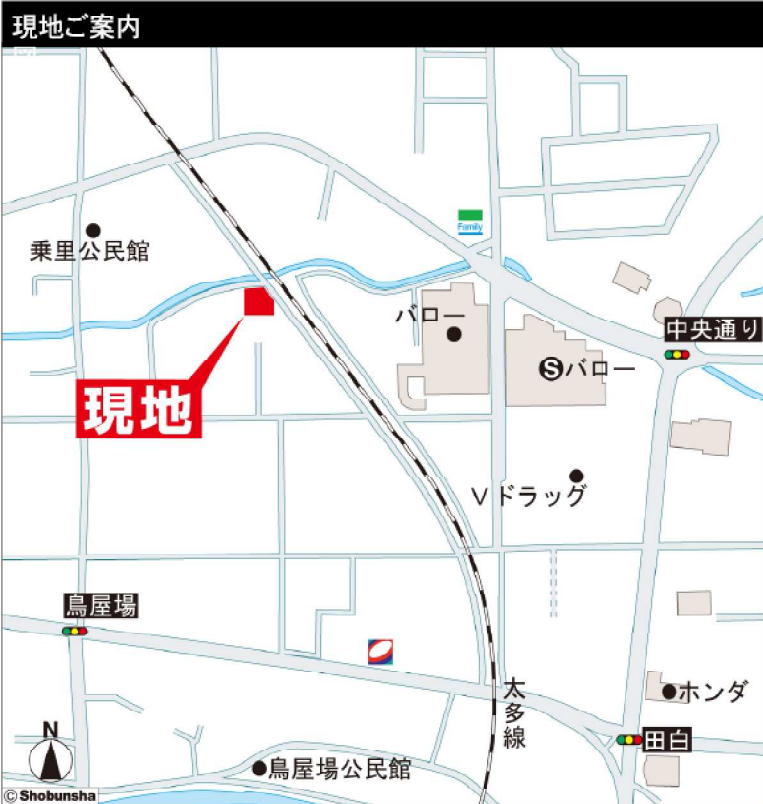 現地ご案内
Family
乗里公民館
バロー
中央通り
Ⓢバロー
現地
Vドラッグ
鳥屋場
太多線
ホンダ
田白
N
鳥屋場公民館
© Shobunsha